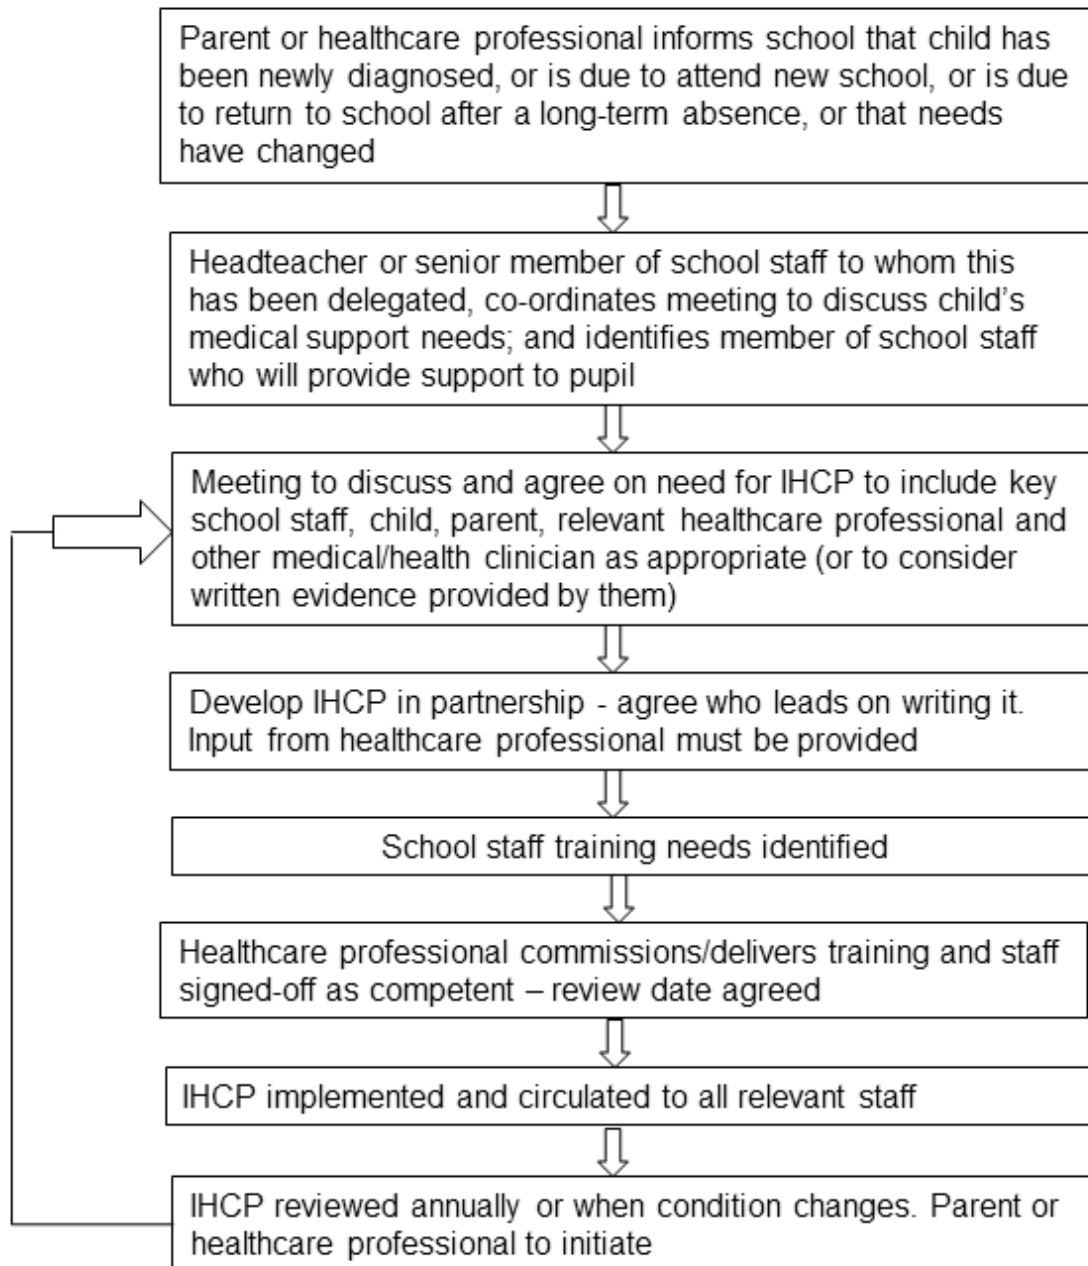 Parent or healthcare professional informs school that child has
been newly diagnosed, or is due to attend new school, or is due
to return to school after a long-term absence, or that needs
have changed
Headteacher or senior member of school staff to whom this
has been delegated, co-ordinates meeting to discuss child's
medical support needs; and identifies member of school staff
who will provide support to pupil
Meeting to discuss and agree on need for IHCP to include key
school staff, child, parent, relevant healthcare professional and
other medical/health clinician as appropriate (or to consider
written evidence provided by them)
Develop IHCP in partnership - agree who leads on writing it.
Input from healthcare professional must be provided
School staff training needs identified
Healthcare professional commissions/delivers training and staff
signed-off as competent – review date agreed
IHCP implemented and circulated to all relevant staff
IHCP reviewed annually or when condition changes. Parent or
healthcare professional to initiate